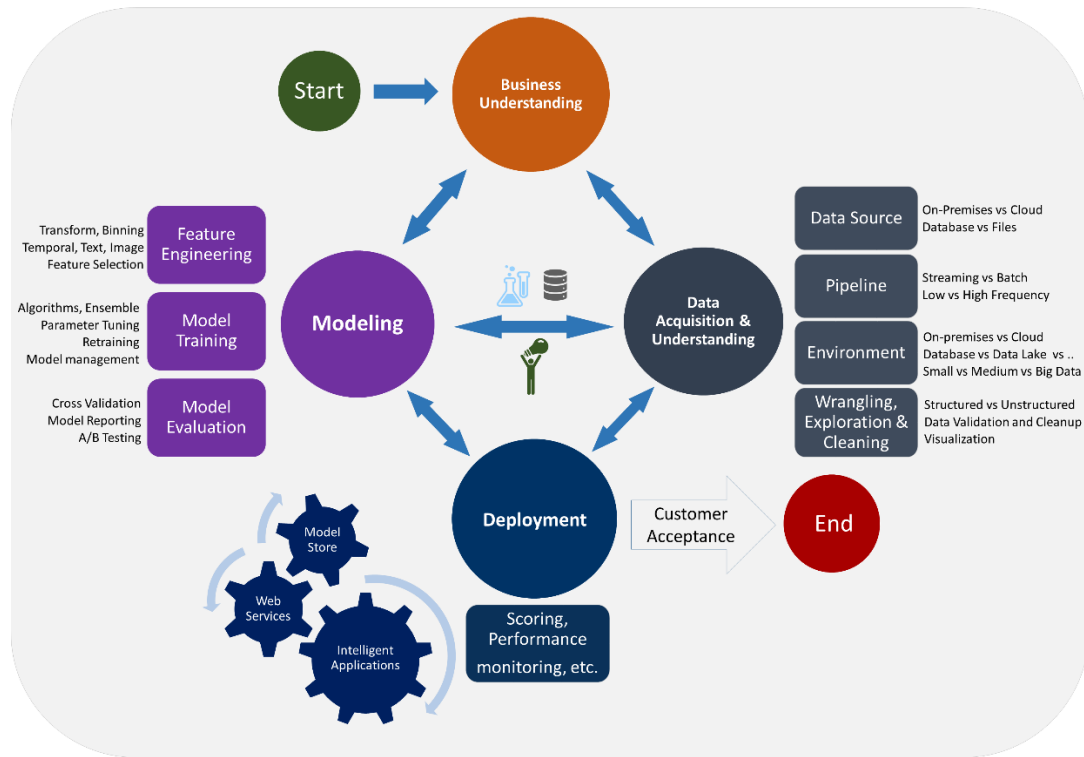 Start
Business
Understanding
Feature
Engineering
Transform, Binning
Temporal, Text, Image
Feature Selection
Model
Training
Algorithms, Ensemble
Parameter Tuning
Retraining
Model management
Model
Evaluation
Cross Validation
Model Reporting
A/B Testing
Modeling
Data
Acquisition &
Understanding
Data Source
On-Premises vs Cloud
Database vs Files
Pipeline
Streaming vs Batch
Low vs High Frequency
Environment
On-premises vs Cloud
Database vs Data Lake vs ..
Small vs Medium vs Big Data
Wrangling,
Exploration &
Cleaning
Structured vs Unstructured
Data Validation and Cleanup
Visualization
Deployment
Customer
Acceptance
End
Model
Store
Web
Services
Intelligent
Applications
Scoring,
Performance
monitoring, etc.